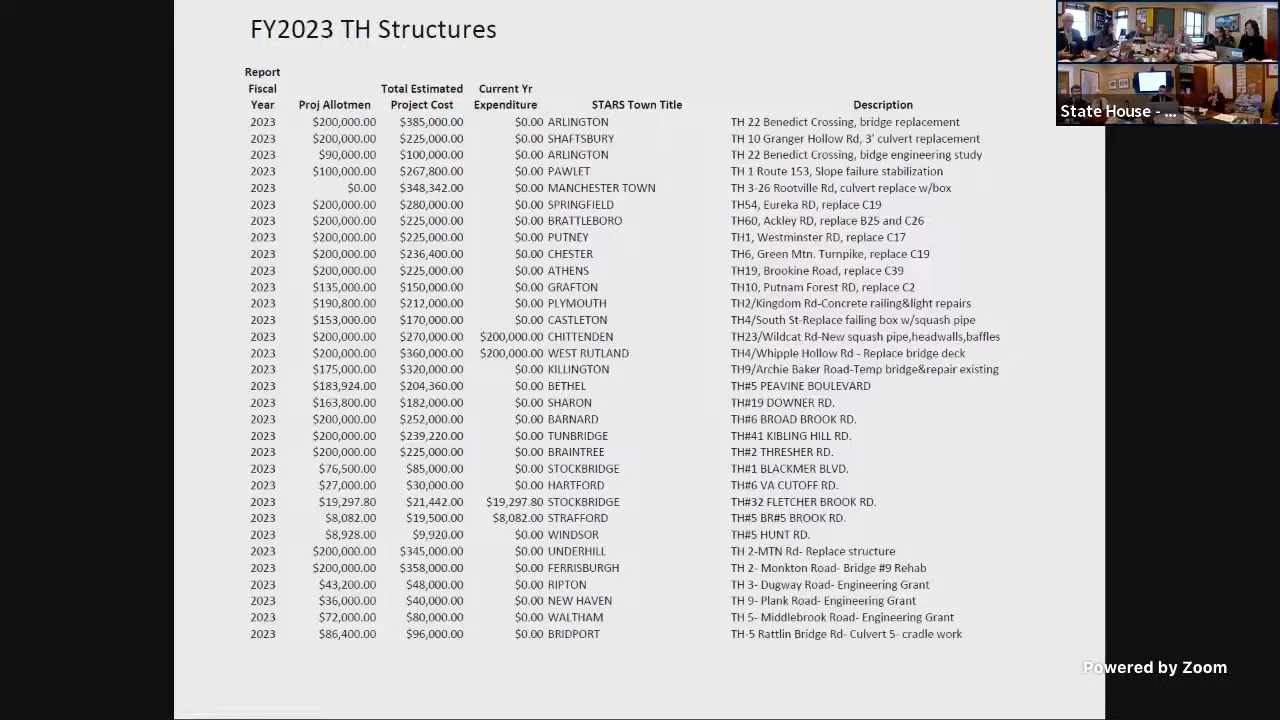 FY2023 TH Structures
Report
Fiscal Total Estimated Current Yr
Year Proj Allotmen Project Cost Expenditure STARS Town Title Description
2023 $200,000.00 $365,000.00 $0.00 ARLINGTON TH 22 Benedict Crossing, bridge replacement
2023 $200,000.00 $225,000.00 $0.00 SHAFTSBURY TH 10 Granger Hollow Rd, 3' culvert replacement
2023 $90,000.00 $100,000.00 $0.00 ARLINGTON TH 22 Benedict Crossing, bidge engineering study
2023 $100,000.00 $267,800.00 $0.00 PAWLET TH 1 Route 153, Slope failure stabilization
2023 $0.00 $348,342.00 $0.00 MANCHESTER TOWN TH 3-26 Rootville Rd, culvert replace w/box
2023 $200,000.00 $280,000.00 $0.00 SPRINGFIELD TH54, Eureka RD, replace C19
2023 $200,000.00 $225,000.00 $0.00 BRATTLEBORO TH60, Ackley RD, replace B25 and C26
2023 $200,000.00 $225,000.00 $0.00 PUTNEY TH1, Westminster RD, replace C17
2023 $200,000.00 $236,400.00 $0.00 CHESTER TH6, Green Mtn. Turnpike, replace C19
2023 $200,000.00 $225,000.00 $0.00 ATHENS TH19, Brookine Road, replace C39
2023 $135,000.00 $150,000.00 $0.00 GRAFTON TH10, Putnam Forest RD, replace C2
2023 $190,800.00 $212,000.00 $0.00 PLYMOUTH TH2/Kingdom Rd-Concrete railing&light repairs
2023 $153,000.00 $170,000.00 $0.00 CASTLETON TH4/South St-Replace failing box w/squash pipe
2023 $200,000.00 $270,000.00 $200,000.00 CHITTENDEN TH23/Wildcat Rd-New squash pipe,headwalls,baffles
2023 $200,000.00 $360,000.00 $200,000.00 WEST RUTLAND TH4/Whipple Hollow Rd - Replace bridge deck
2023 $175,000.00 $320,000.00 $0.00 KILLINGTON TH9/Archie Baker Road-Temp bridge&repair existing
2023 $183,924.00 $204,360.00 $0.00 BETHEL TH#5 PEAVINE BOULEVARD
2023 $163,800.00 $182,000.00 $0.00 SHARON TH#19 DOWNER RD.
2023 $200,000.00 $252,000.00 $0.00 BARNARD TH#6 BROAD BROOK RD.
2023 $200,000.00 $239,220.00 $0.00 TUNBRIDGE TH#41 KIBLING HILL RD.
2023 $200,000.00 $225,000.00 $0.00 BRAINTREE TH#2 THRESHER RD.
2023 $76,500.00 $85,000.00 $0.00 STOCKBRIDGE TH#1 BLACKMER BLVD.
2023 $27,000.00 $30,000.00 $0.00 HARTFORD TH#6 VA CUTOFF RD.
2023 $19,297.80 $21,442.00 $19,297.80 STOCKBRIDGE TH#32 FLETCHER BROOK RD.
2023 $8,082.00 $19,500.00 $8,082.00 STRAFFORD TH#5 BR#5 BROOK RD.
2023 $8,928.00 $9,920.00 $0.00 WINDSOR TH#5 HUNT RD.
2023 $200,000.00 $345,000.00 $0.00 UNDERHILL TH 2-MTN Rd- Replace structure
2023 $200,000.00 $358,000.00 $0.00 FERRISBURGH TH 2- Monkton Road- Bridge #9 Rehab
2023 $43,200.00 $48,000.00 $0.00 RIPTON TH 3- Dugway Road- Engineering Grant
2023 $36,000.00 $40,000.00 $0.00 NEW HAVEN TH 9- Plank Road- Engineering Grant
2023 $72,000.00 $80,000.00 $0.00 WALTHAM TH 5- Middlebrook Road- Engineering Grant
2023 $86,400.00 $96,000.00 $0.00 BRIDPORT TH-5 Rattlin Bridge Rd- Culvert 5- cradle work
State House - ...
Powered by Zoom